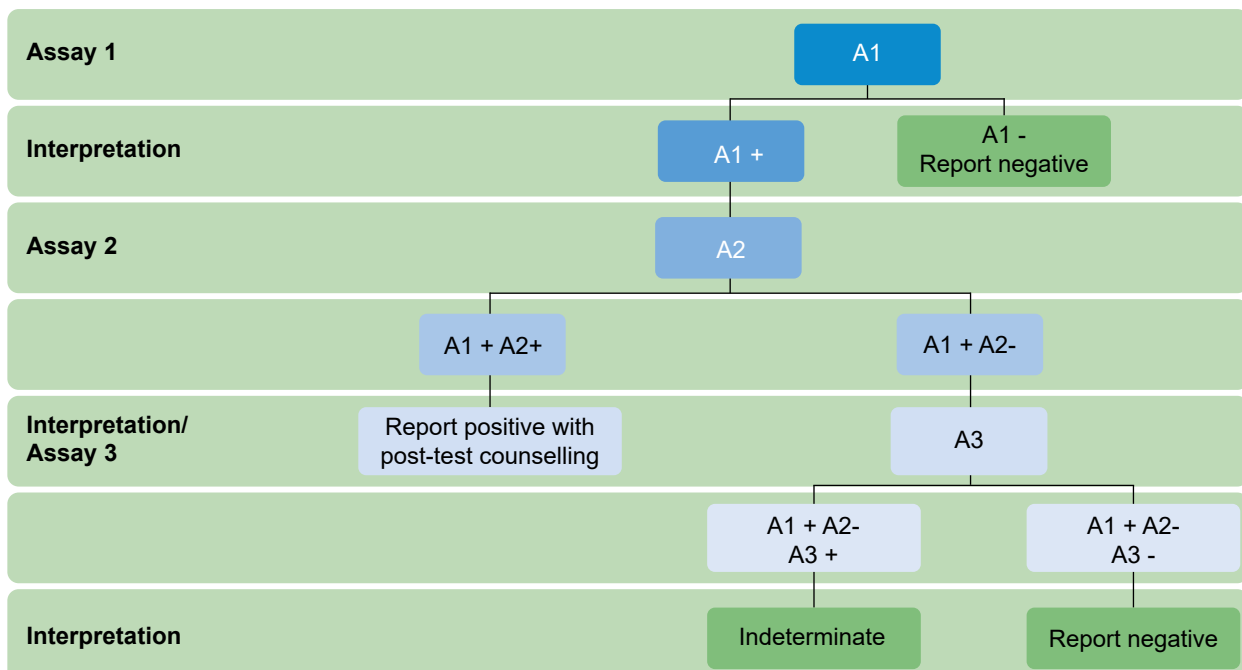 Assay 1
A1
Interpretation
A1 +
A1 -
Report negative
Assay 2
A2
A1 + A2+
A1 + A2-
Interpretation/
Assay 3
Report positive with
post-test counselling
A3
A1 + A2-
A3 +
A1 + A2-
A3 -
Interpretation
Indeterminate
Report negative